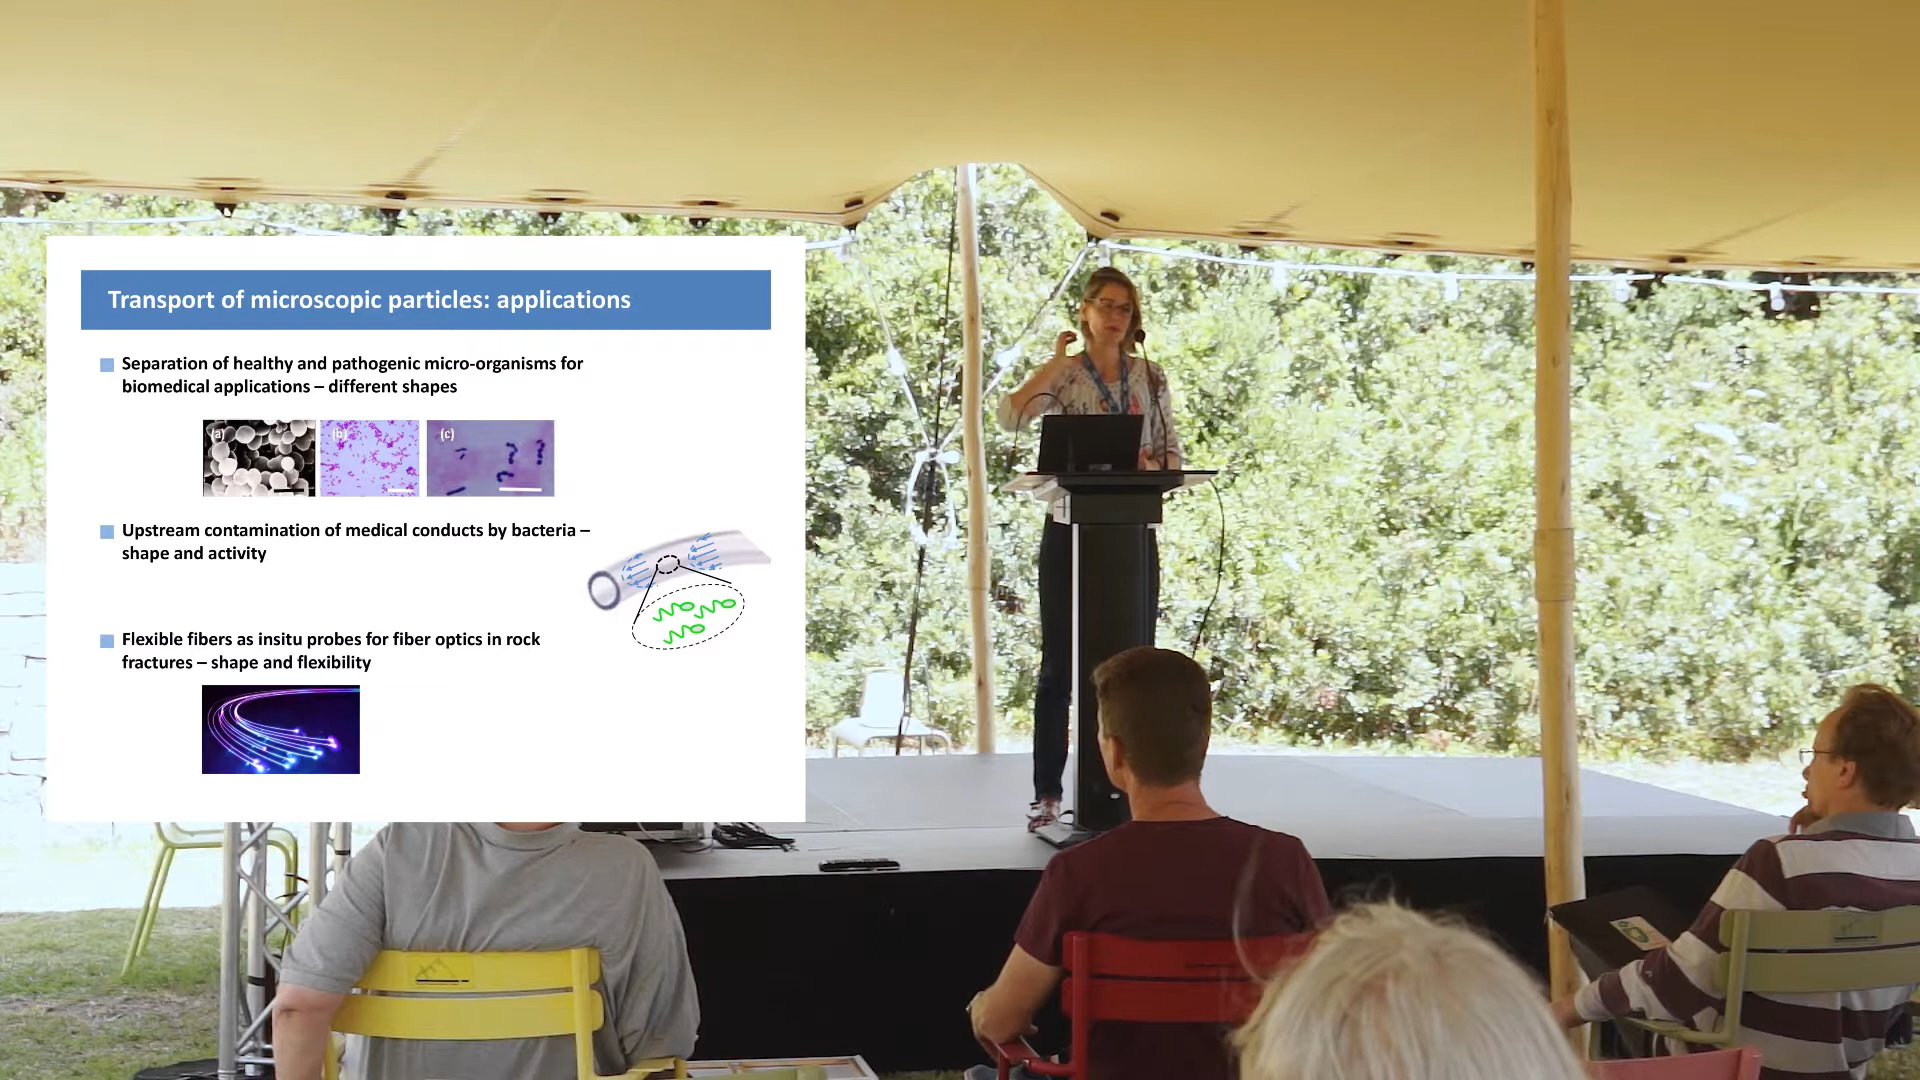 Transport of microscopic particles: applications
Separation of healthy and pathogenic micro-organisms for
biomedical applications – different shapes
(a)
(b)
(c)
Upstream contamination of medical conducts by bacteria –
shape and activity
Flexible fibers as insitu probes for fiber optics in rock
fractures – shape and flexibility